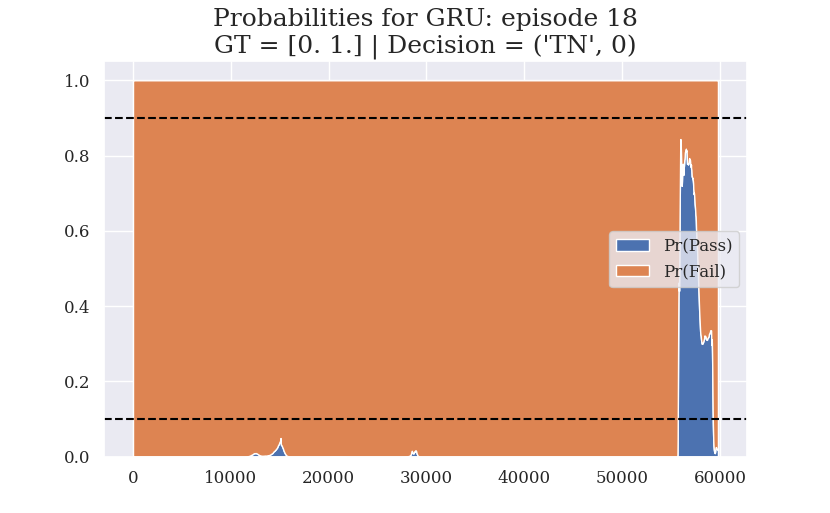 Probabilities for GRU: episode 18
GT = [0. 1.] | Decision = ('TN', 0)
1.0
0.8
0.6
0.4
0.2
0.0
Pr(Pass)
Pr(Fail)
0 10000 20000 30000 40000 50000 60000